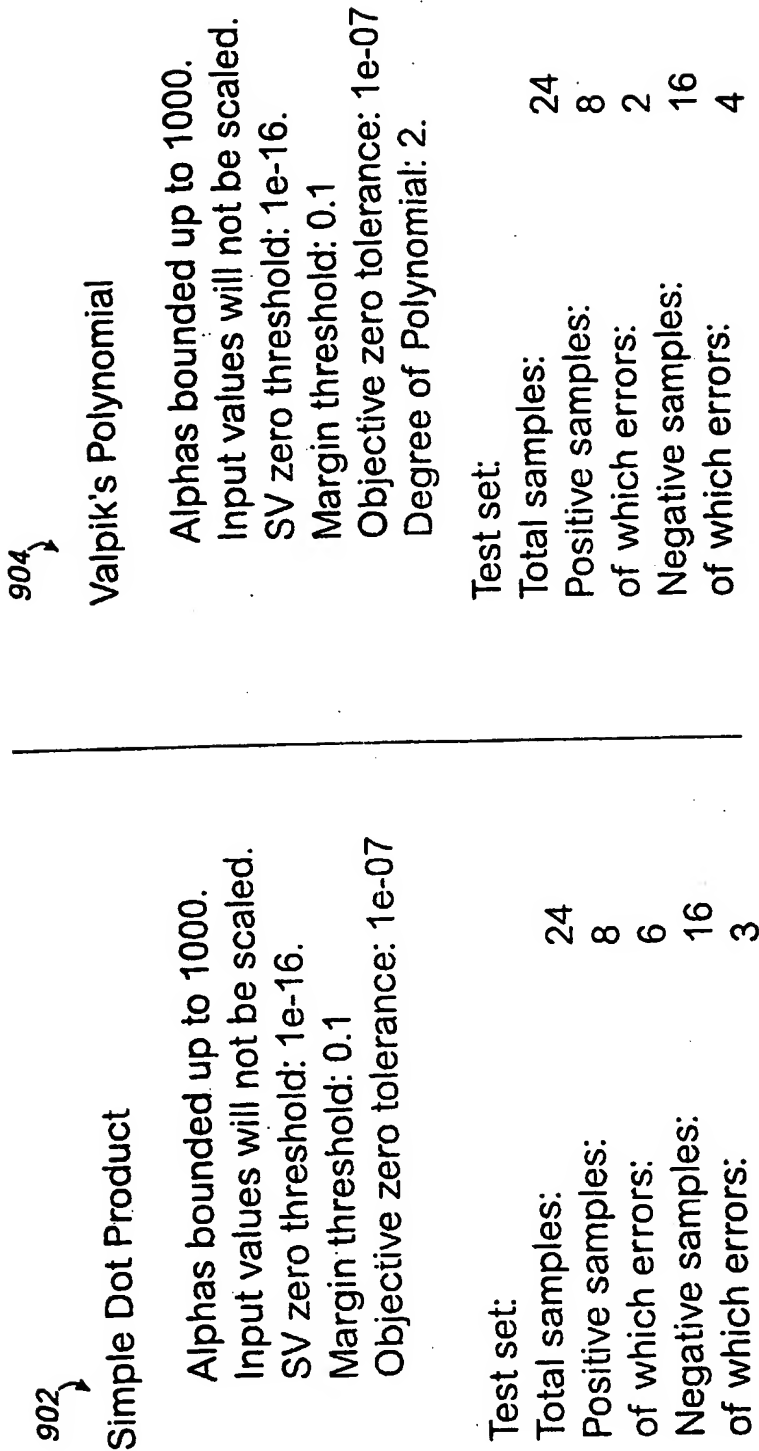 902
Simple Dot Product
Alphas bounded up to 1000.
Input values will not be scaled.
SV zero threshold: 1e-16.
Margin threshold: 0.1
Objective zero tolerance: 1e-07
Test set:
Total samples: 24
Positive samples: 8
of which errors: 6
Negative samples: 16
of which errors: 3
904
Valpik's Polynomial
Alphas bounded up to 1000.
Input values will not be scaled.
SV zero threshold: 1e-16.
Margin threshold: 0.1
Objective zero tolerance: 1e-07
Degree of Polynomial: 2.
Test set:
Total samples: 24
Positive samples: 8
of which errors: 2
Negative samples: 16
of which errors: 4